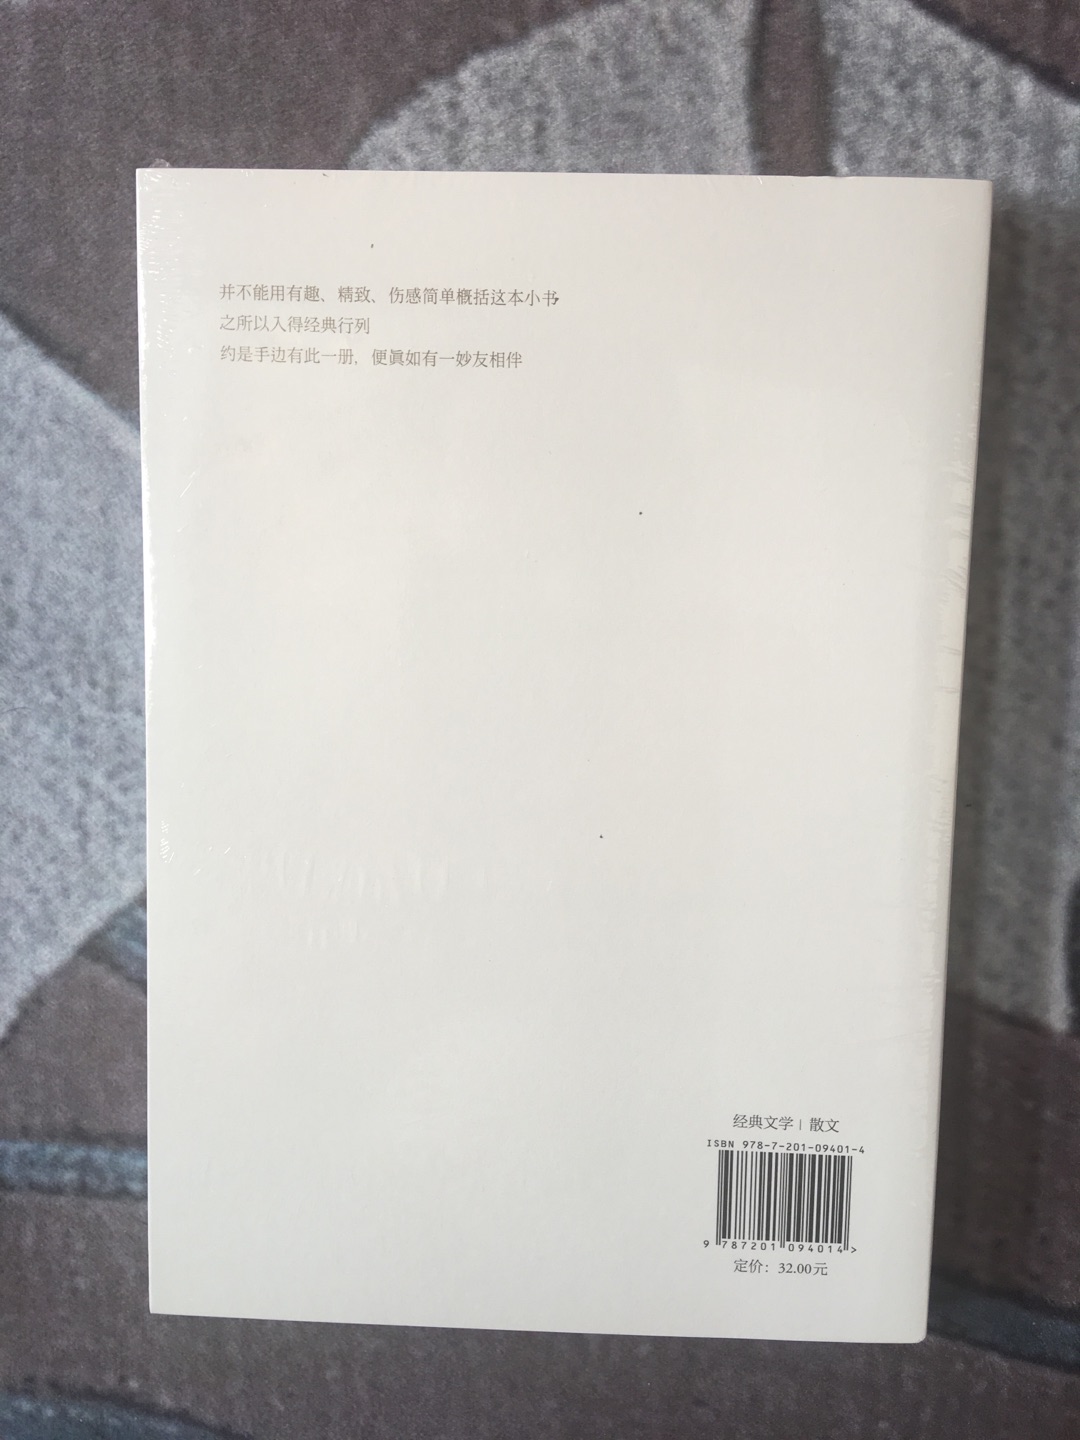 并不能用有趣、精致、伤感简单概括这本小书
之所以入得经典行列
约是手边有此一册，便眞如有一妙友相伴
经典文学 | 散文
ISBN 978-7-201-09401-4
9 787201 094014 >
定价：32.00元